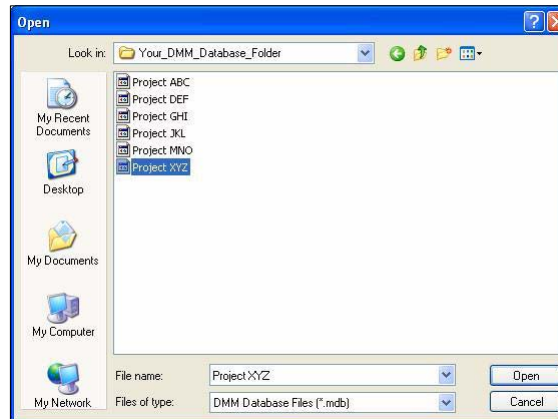 Open
Look in:
Your_DMM_Database_Folder
My Recent
Documents
Desktop
My Documents
My Computer
My Network
Project ABC
Project DEF
Project GHI
Project JKL
Project MNO
Project XYZ
File name:
Project XYZ
Open
Files of type:
DMM Database Files (*.mdb)
Cancel